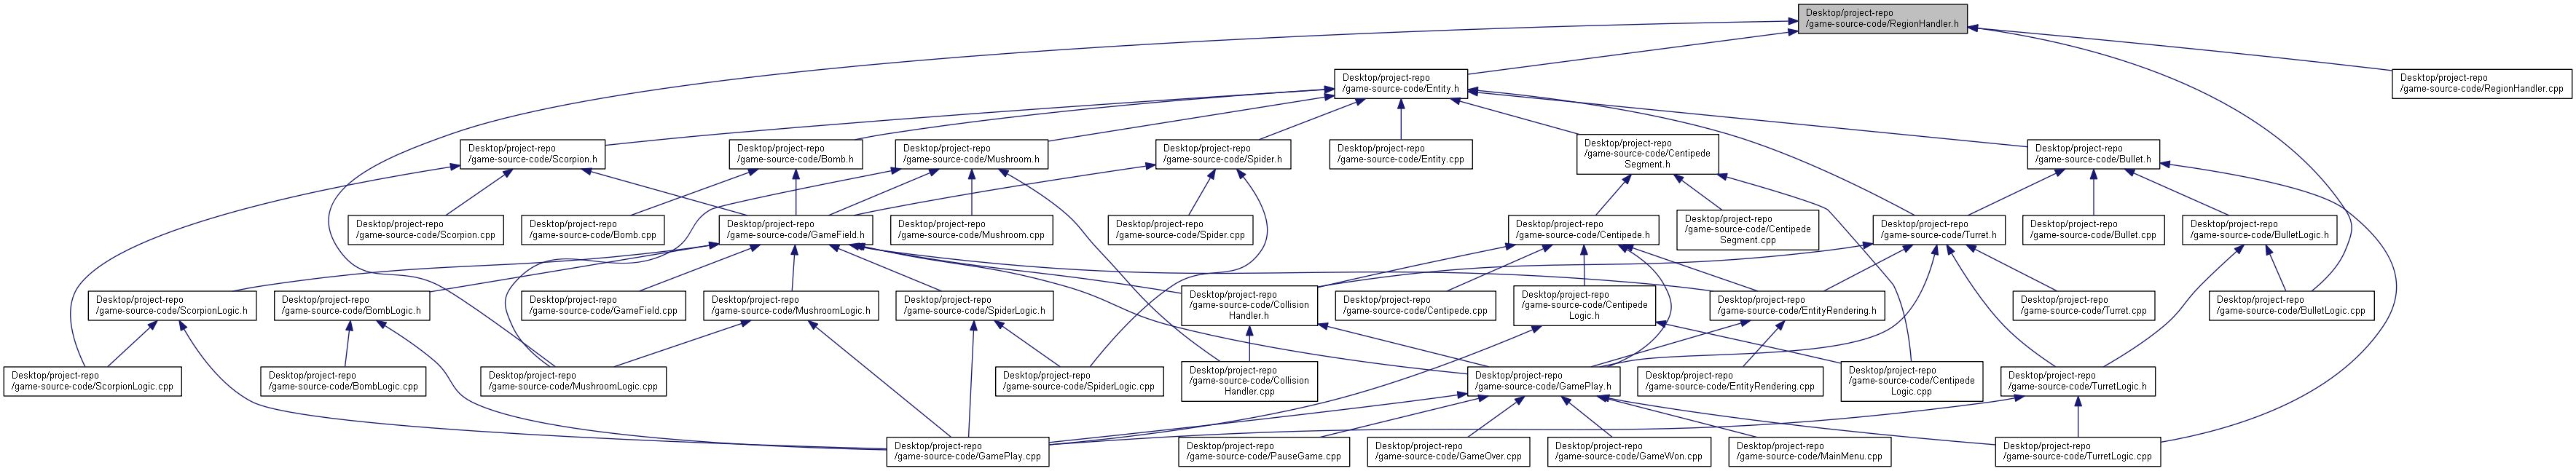 Desktop/project-repo
/game-source-code/RegionHandler.h
Desktop/project-repo
/game-source-code/Entity.h
Desktop/project-repo
/game-source-code/RegionHandler.cpp
Desktop/project-repo
/game-source-code/Scorpion.h
Desktop/project-repo
/game-source-code/Bomb.h
Desktop/project-repo
/game-source-code/Mushroom.h
Desktop/project-repo
/game-source-code/Spider.h
Desktop/project-repo
/game-source-code/Entity.cpp
Desktop/project-repo
/game-source-code/Centipede
Segment.h
Desktop/project-repo
/game-source-code/Bullet.h
Desktop/project-repo
/game-source-code/Scorpion.cpp
Desktop/project-repo
/game-source-code/Bomb.cpp
Desktop/project-repo
/game-source-code/GameField.h
Desktop/project-repo
/game-source-code/Mushroom.cpp
Desktop/project-repo
/game-source-code/Spider.cpp
Desktop/project-repo
/game-source-code/Centipede.h
Desktop/project-repo
/game-source-code/Centipede
Segment.cpp
Desktop/project-repo
/game-source-code/Turret.h
Desktop/project-repo
/game-source-code/Bullet.cpp
Desktop/project-repo
/game-source-code/BulletLogic.h
Desktop/project-repo
/game-source-code/ScorpionLogic.h
Desktop/project-repo
/game-source-code/BombLogic.h
Desktop/project-repo
/game-source-code/GameField.cpp
Desktop/project-repo
/game-source-code/MushroomLogic.h
Desktop/project-repo
/game-source-code/SpiderLogic.h
Desktop/project-repo
/game-source-code/Collision
Handler.h
Desktop/project-repo
/game-source-code/Centipede.cpp
Desktop/project-repo
/game-source-code/Centipede
Logic.h
Desktop/project-repo
/game-source-code/EntityRendering.h
Desktop/project-repo
/game-source-code/Turret.cpp
Desktop/project-repo
/game-source-code/BulletLogic.cpp
Desktop/project-repo
/game-source-code/ScorpionLogic.cpp
Desktop/project-repo
/game-source-code/BombLogic.cpp
Desktop/project-repo
/game-source-code/MushroomLogic.cpp
Desktop/project-repo
/game-source-code/SpiderLogic.cpp
Desktop/project-repo
/game-source-code/Collision
Handler.cpp
Desktop/project-repo
/game-source-code/GamePlay.h
Desktop/project-repo
/game-source-code/EntityRendering.cpp
Desktop/project-repo
/game-source-code/Centipede
Logic.cpp
Desktop/project-repo
/game-source-code/TurretLogic.h
Desktop/project-repo
/game-source-code/GamePlay.cpp
Desktop/project-repo
/game-source-code/PauseGame.cpp
Desktop/project-repo
/game-source-code/GameOver.cpp
Desktop/project-repo
/game-source-code/GameWon.cpp
Desktop/project-repo
/game-source-code/MainMenu.cpp
Desktop/project-repo
/game-source-code/TurretLogic.cpp